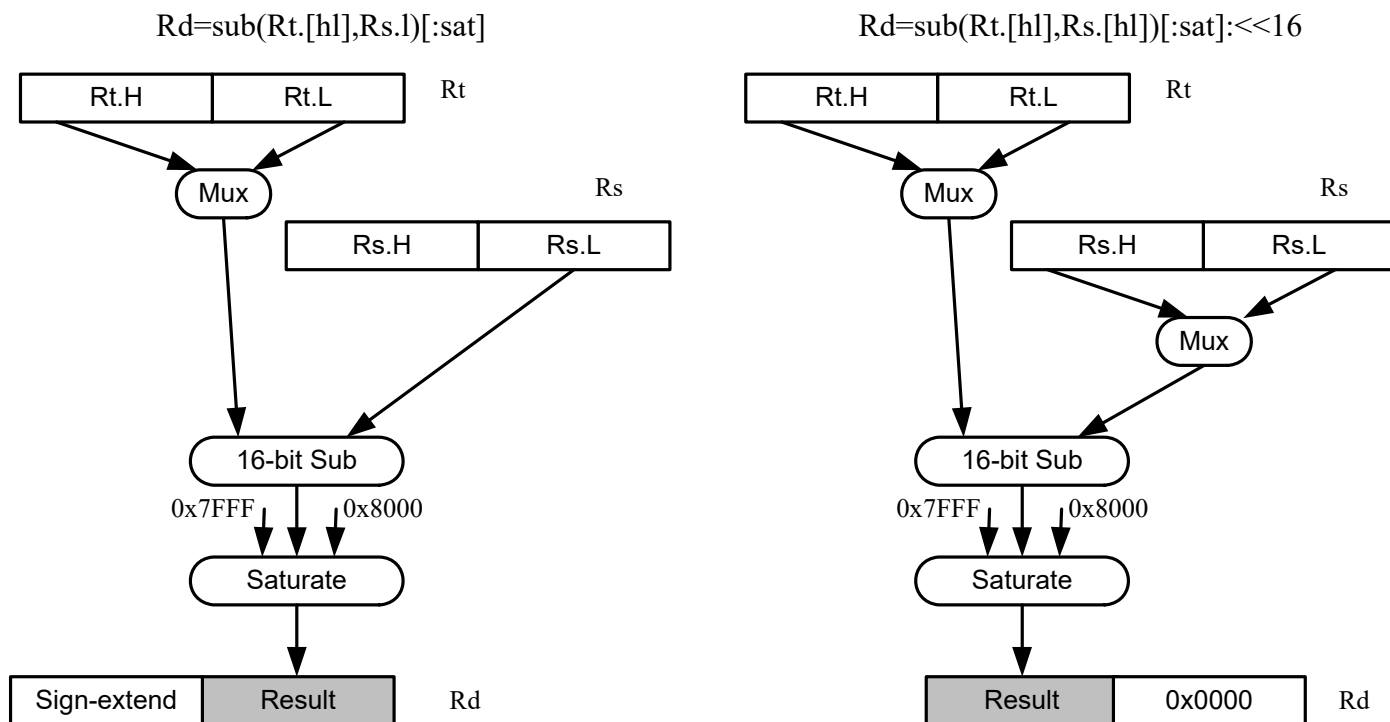 Rd=sub(Rt.[hl],Rs.l)[:sat]
Rt.H Rt.L Rt
Mux
Rs
Rs.H Rs.L
16-bit Sub
0x7FFF 0x8000
Saturate
Sign-extend Result Rd
Rd=sub(Rt.[hl],Rs.[hl])[:sat]:<<16
Rt.H Rt.L Rt
Mux
Rs
Rs.H Rs.L
Mux
16-bit Sub
0x7FFF 0x8000
Saturate
Result 0x0000 Rd